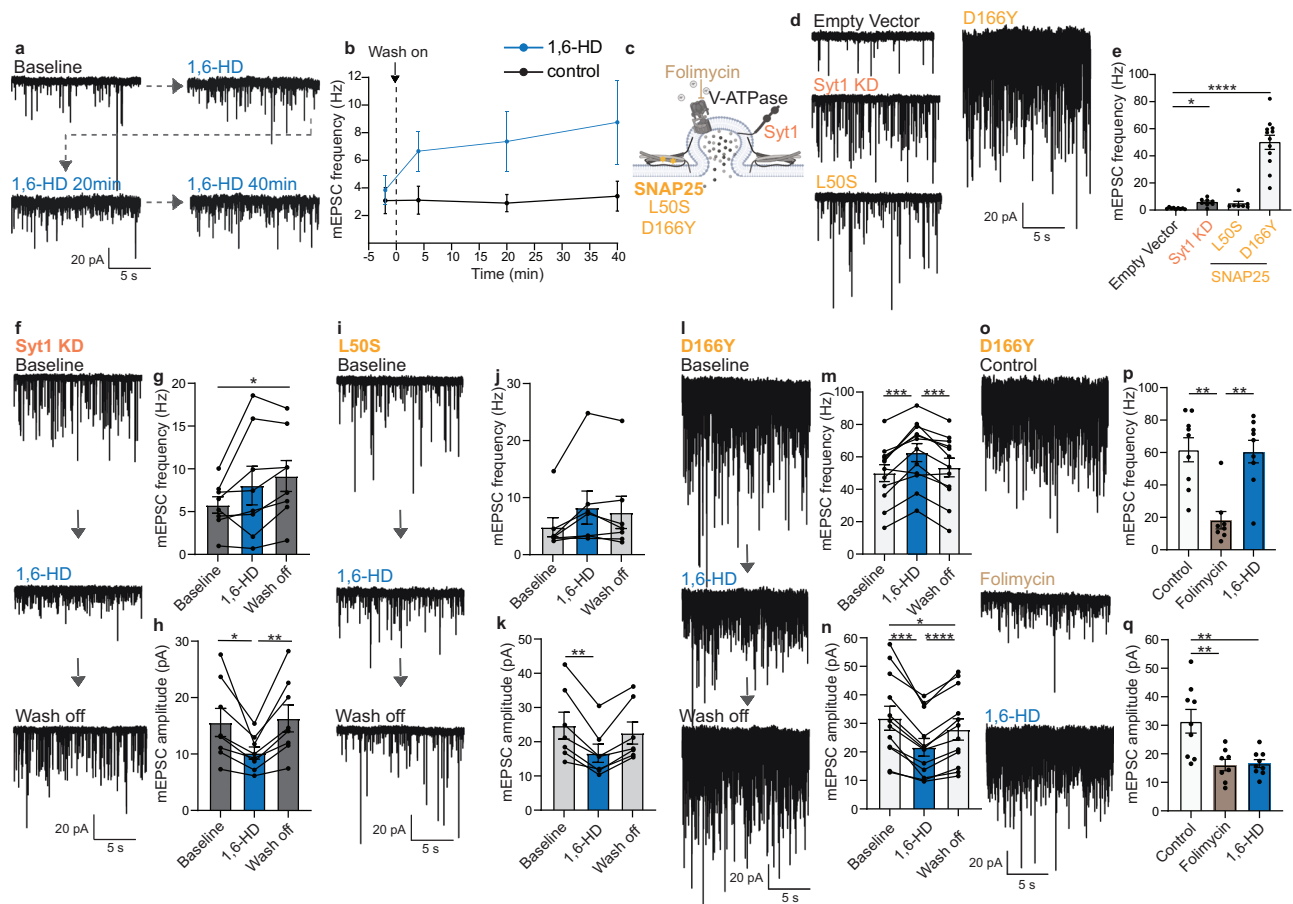 a
Baseline
1,6-HD
1,6-HD 20min
1,6-HD 40min
20 pA
5 s
b
Wash on
1,6-HD
control
mEPSC frequency (Hz)
12
10
8
6
4
2
-5 0 5 10 15 20 25 30 35 40
Time (min)
c
Folimycin
V-ATPase
Syt1
SNAP25
L50S
D166Y
d
Empty Vector
Syt1 KD
L50S
D166Y
20 pA
5 s
e
mEPSC frequency (Hz)
100
80
60
40
20
0
****
*
Empty Vector
Syt1 KD
L50S
D166Y
SNAP25
f
Syt1 KD
Baseline
1,6-HD
Wash off
20 pA
5 s
g
mEPSC frequency (Hz)
20
15
10
5
0
*
Baseline
1,6-HD
Wash off
h
mEPSC amplitude (pA)
30
20
10
0
* **
Baseline
1,6-HD
Wash off
i
L50S
Baseline
1,6-HD
Wash off
20 pA
5 s
j
mEPSC frequency (Hz)
30
20
10
0
Baseline
1,6-HD
Wash off
k
mEPSC amplitude (pA)
50
40
30
20
10
0
**
Baseline
1,6-HD
Wash off
l
D166Y
Baseline
1,6-HD
Wash off
20 pA
5 s
m
mEPSC frequency (Hz)
100
80
60
40
20
0
*** ***
Baseline
1,6-HD
Wash off
n
mEPSC amplitude (pA)
60
50
40
30
20
10
0
*
*** ****
Baseline
1,6-HD
Wash off
o
D166Y
Control
Folimycin
1,6-HD
20 pA
5 s
p
mEPSC frequency (Hz)
100
80
60
40
20
0
** **
Control
Folimycin
1,6-HD
q
mEPSC amplitude (pA)
60
50
40
30
20
10
0
**
**
Control
Folimycin
1,6-HD